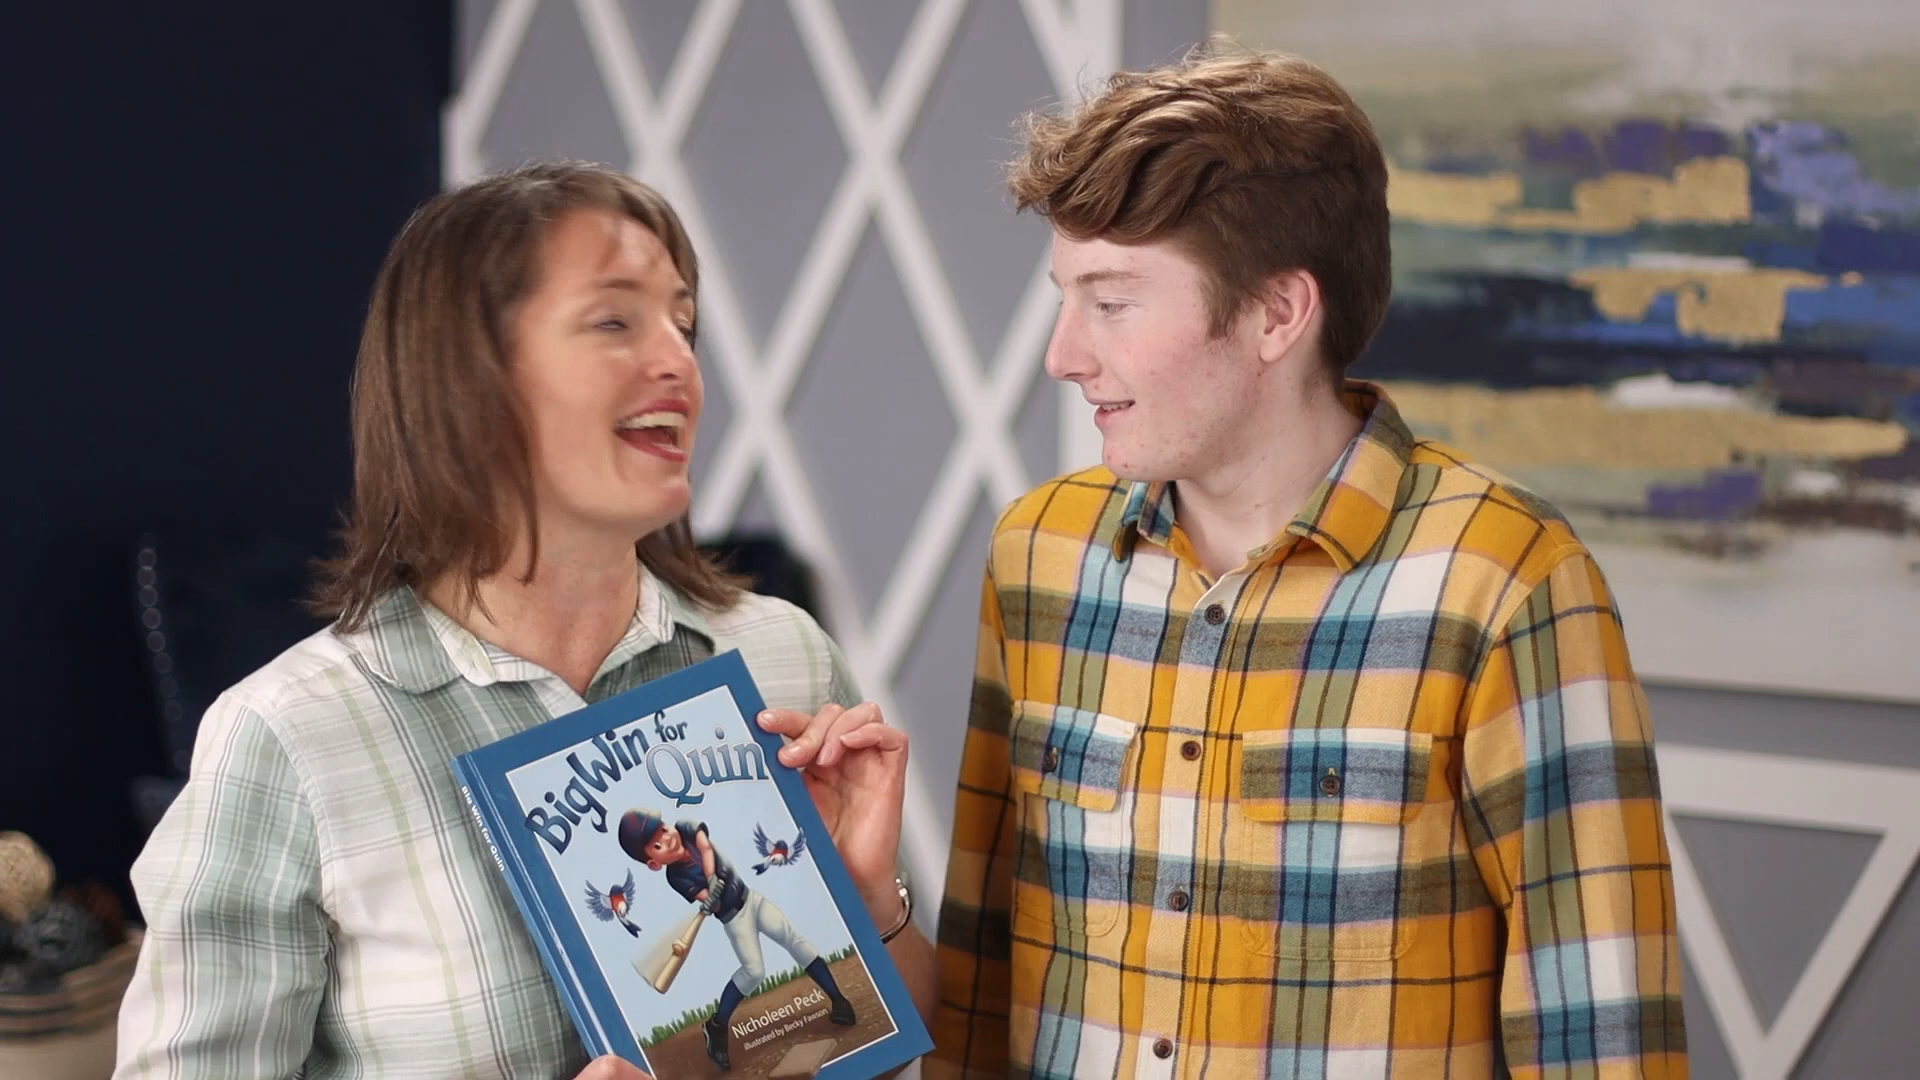 Big Win for
Quin
Big Win for Quin
Nicholeen Peck
illustrated by Becky Fawson